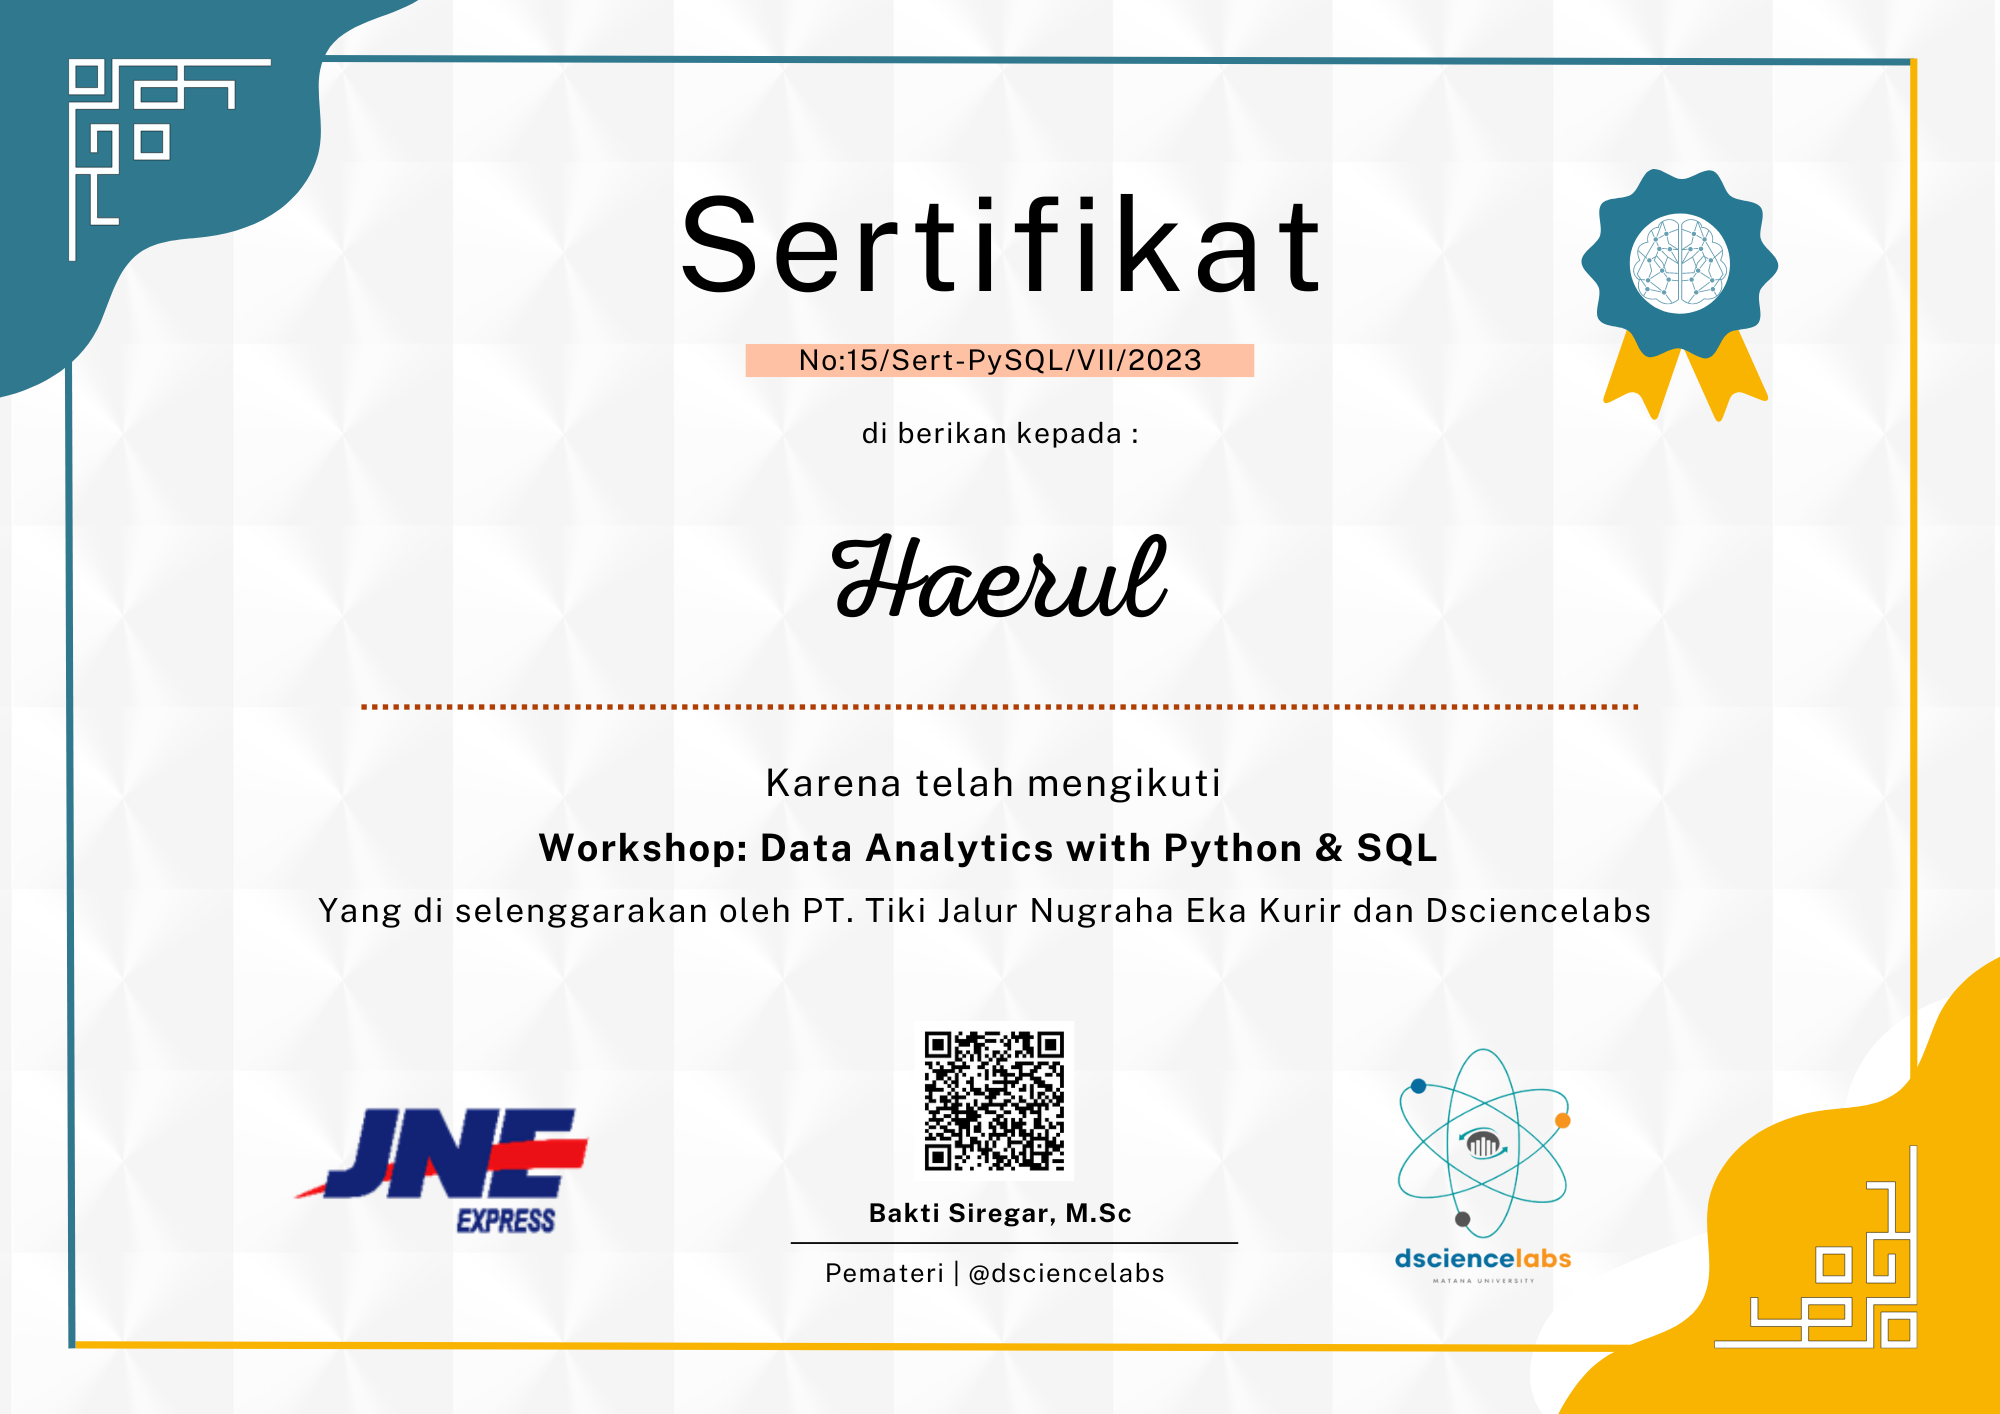 Sertifikat
No:15/Sert-PySQL/VII/2023
di berikan kepada :
Haerul
Karena telah mengikuti
Workshop: Data Analytics with Python & SQL
Yang di selenggarakan oleh PT. Tiki Jalur Nugraha Eka Kurir dan Dsciencelabs
JNE
EXPRESS
Bakti Siregar, M.Sc
Pemateri | @dsciencelabs
dsciencelabs
MATANA UNIVERSITY